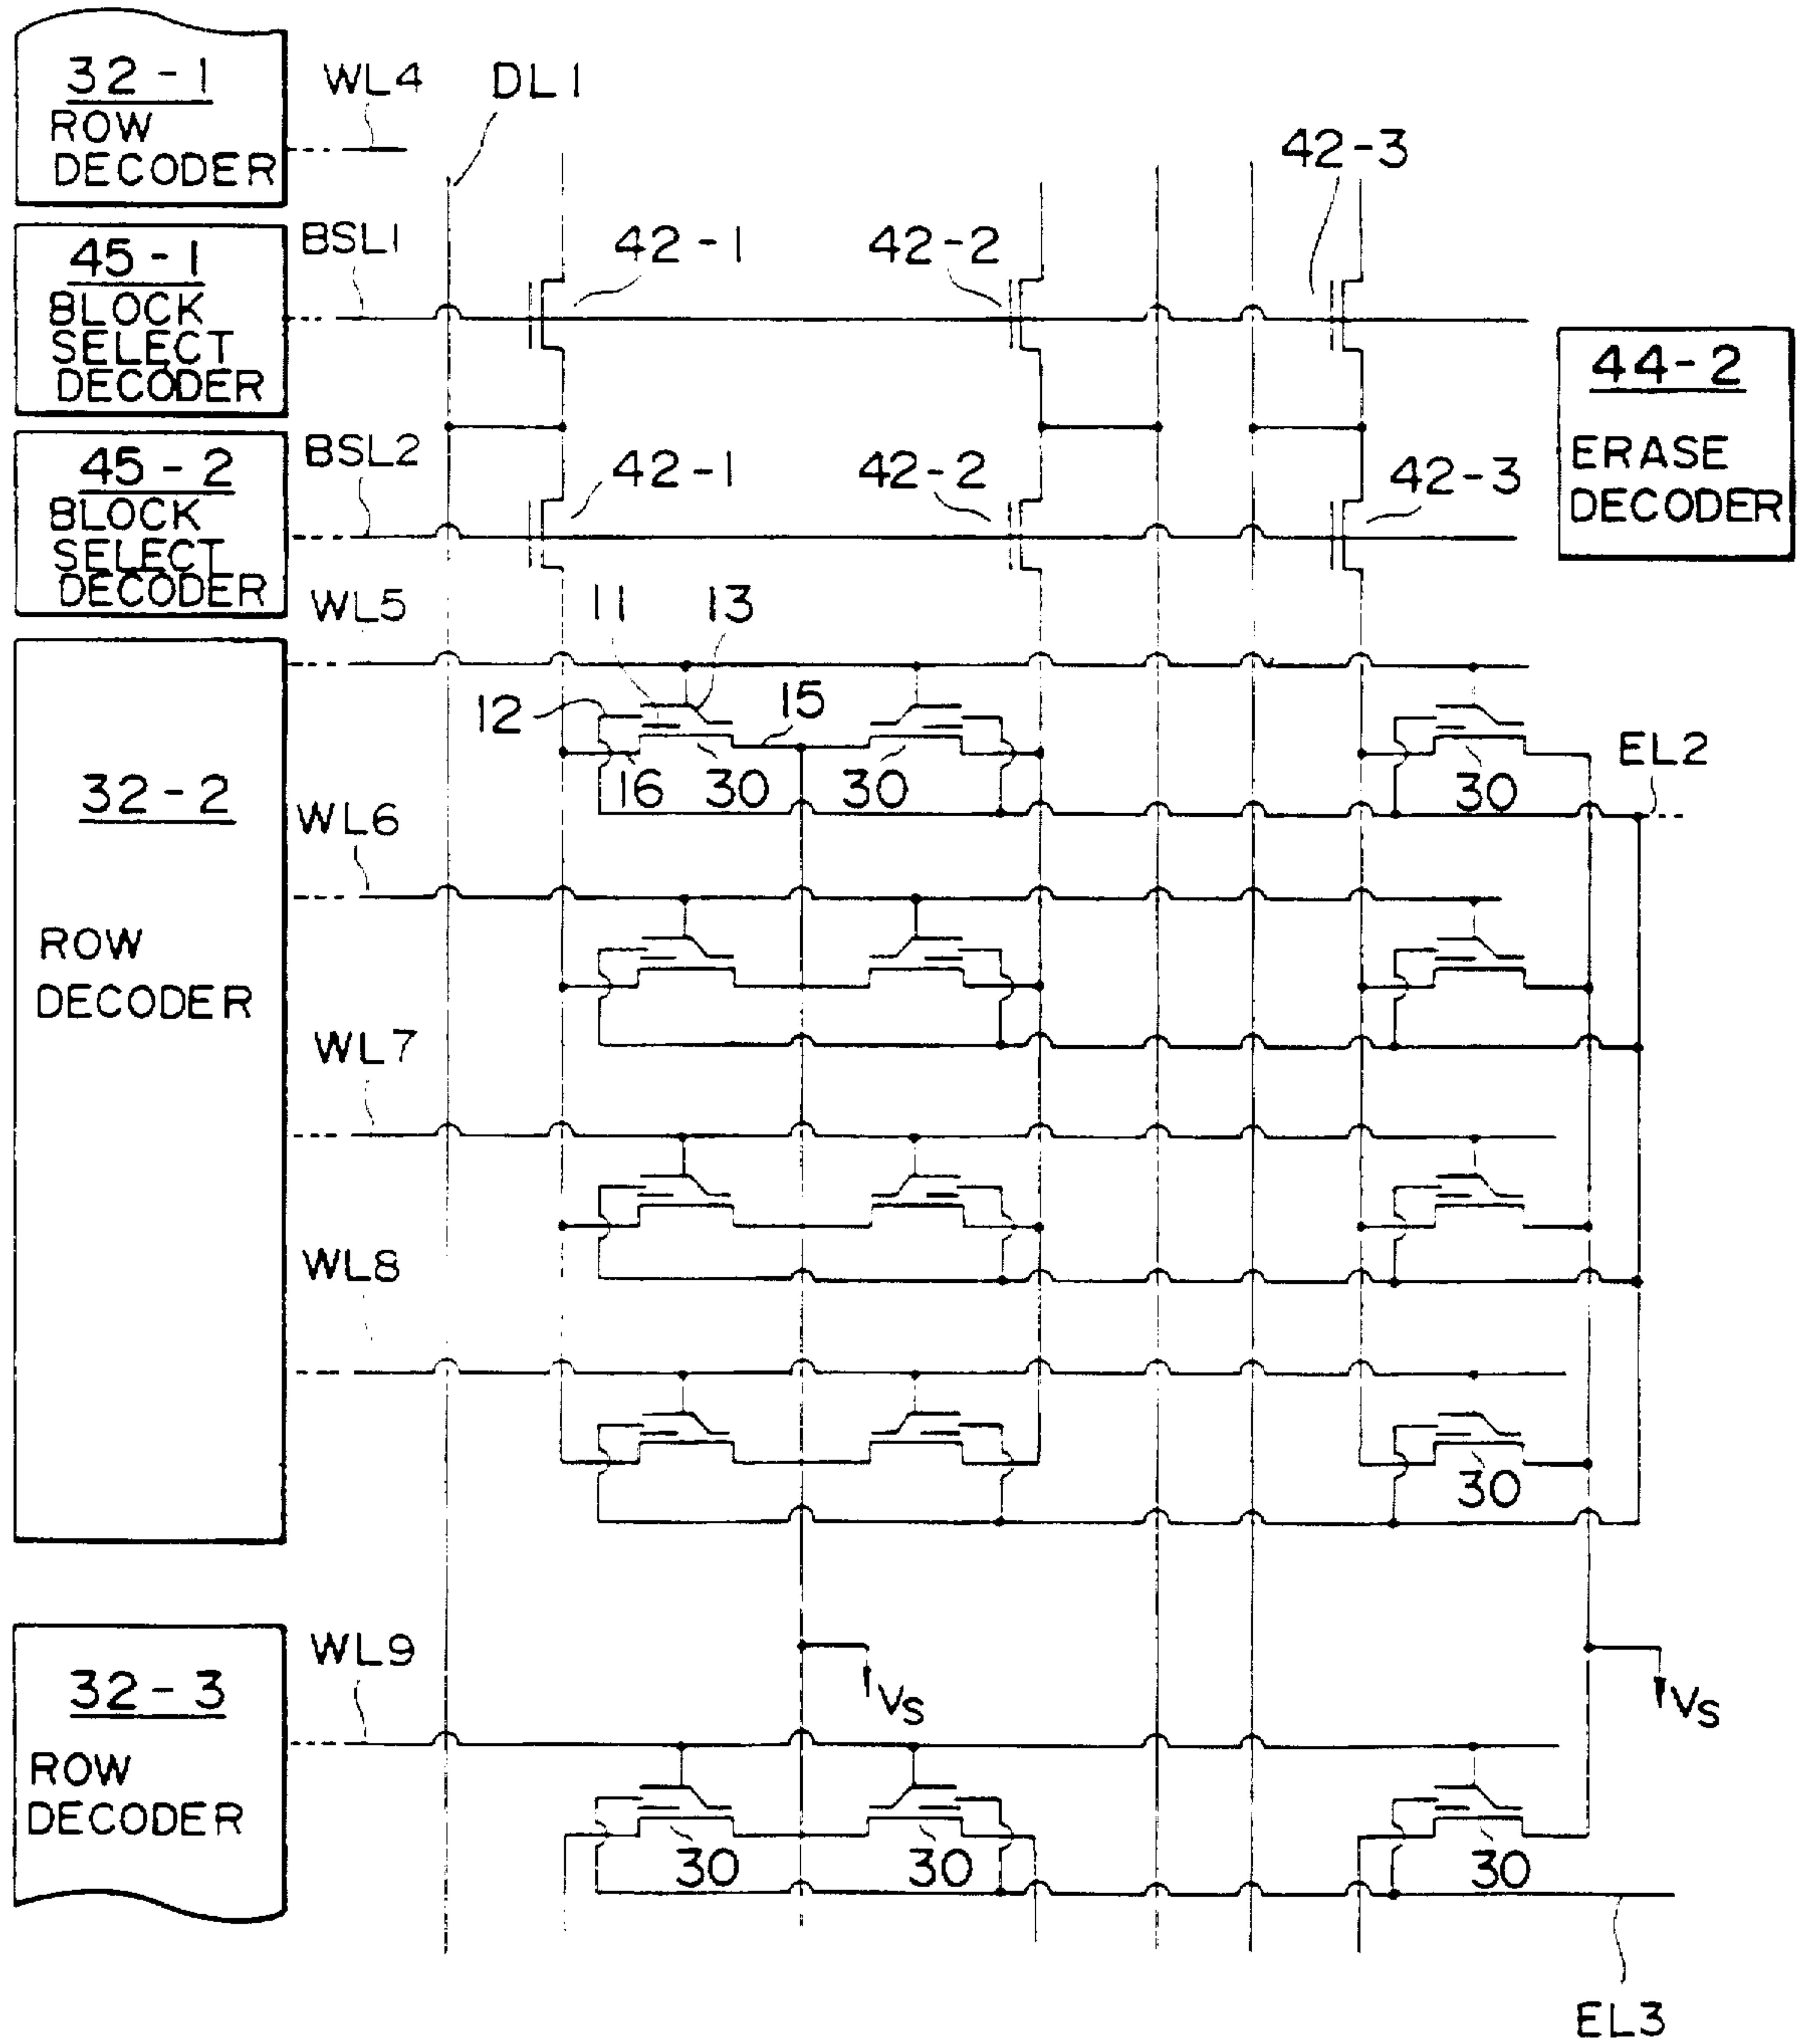 32-1
ROW
DECODER
WL4
DL1
42-3
45-1
BLOCK
SELECT
DECODER
BSL1
42-1
42-2
44-2
ERASE
DECODER
45-2
BLOCK
SELECT
DECODER
BSL2
42-1
42-2
42-3
WL5
11
13
12
15
16
30
30
30
EL2
32-2
ROW
DECODER
WL6
WL7
WL8
30
32-3
ROW
DECODER
WL9
VS
VS
30
30
30
EL3